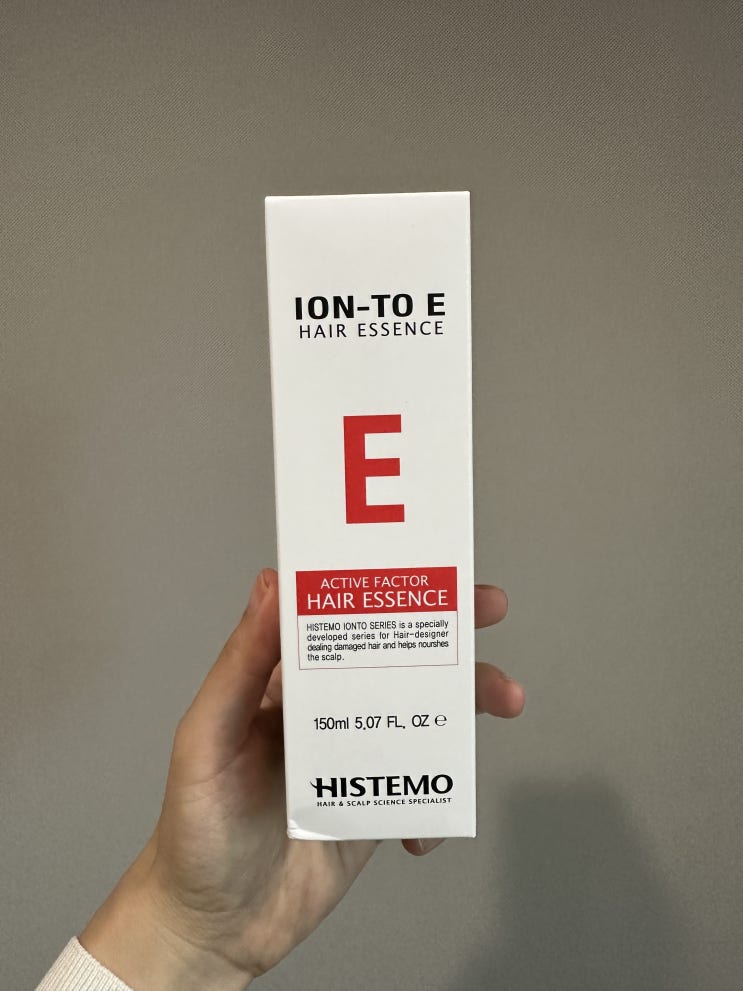 ION-TO E
HAIR ESSENCE
E
ACTIVE FACTOR
HAIR ESSENCE
HISTEMO IONTO SERIES is a specially
developed series for Hair-designer
dealing damaged hair and helps nourshes
the scalp.
150ml 5.07 FL. OZ ℮
HISTEMO
HAIR & SCALP SCIENCE SPECIALIST